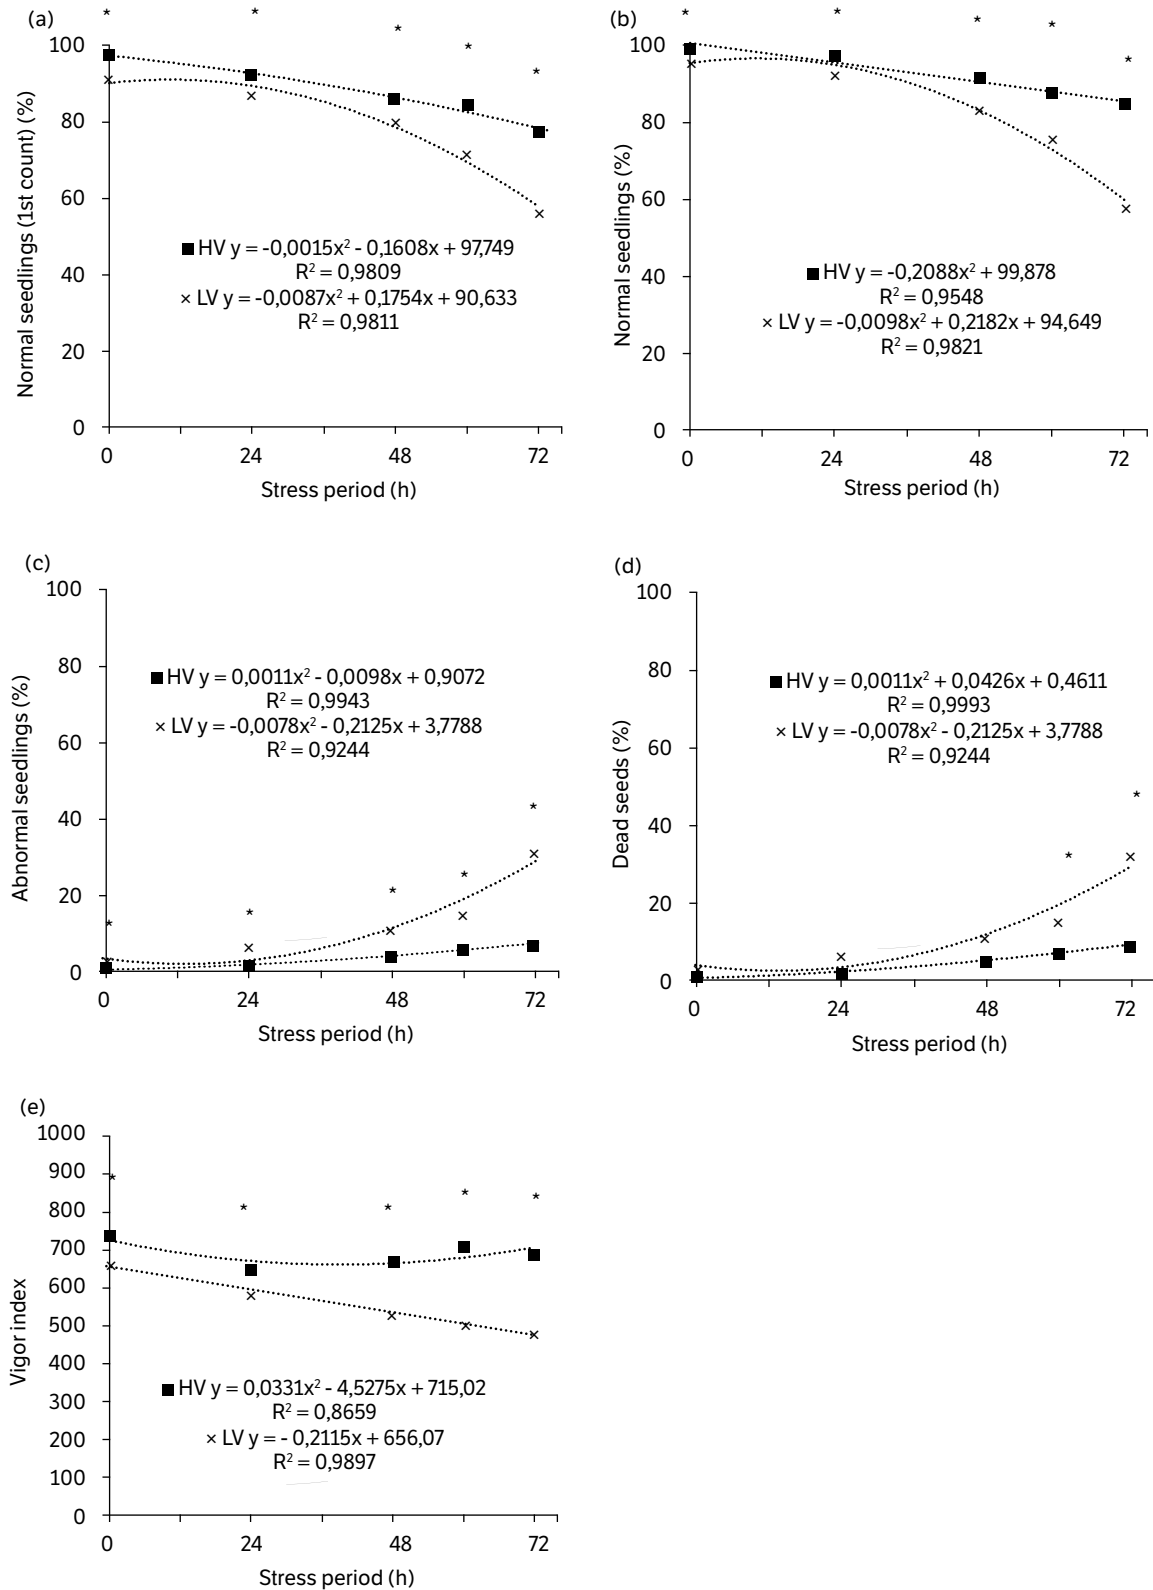 (a)
Normal seedlings (1st count) (%)
100
80
60
40
20
0
* * * * *
■ HV y = -0,0015x² - 0,1608x + 97,749
R² = 0,9809
× LV y = -0,0087x² + 0,1754x + 90,633
R² = 0,9811
0 24 48 72
Stress period (h)
(b)
Normal seedlings (%)
100
80
60
40
20
0
* * * * *
■ HV y = -0,2088x² + 99,878
R² = 0,9548
× LV y = -0,0098x² + 0,2182x + 94,649
R² = 0,9821
0 24 48 72
Stress period (h)
(c)
Abnormal seedlings (%)
100
80
60
40
20
0
■ HV y = 0,0011x² - 0,0098x + 0,9072
R² = 0,9943
× LV y = -0,0078x² - 0,2125x + 3,7788
R² = 0,9244
* * * * *
0 24 48 72
Stress period (h)
(d)
Dead seeds (%)
100
80
60
40
20
0
■ HV y = 0,0011x² + 0,0426x + 0,4611
R² = 0,9993
× LV y = -0,0078x² - 0,2125x + 3,7788
R² = 0,9244
* *
0 24 48 72
Stress period (h)
(e)
Vigor index
1000
900
800
700
600
500
400
300
200
100
0
* * * * *
■ HV y = 0,0331x² - 4,5275x + 715,02
R² = 0,8659
× LV y = - 0,2115x + 656,07
R² = 0,9897
0 24 48 72
Stress period (h)